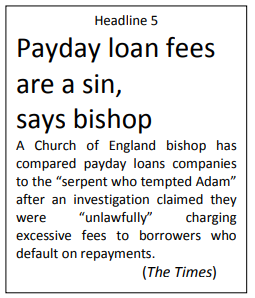 Headline 5
Payday loan fees
are a sin,
says bishop
A Church of England bishop has
compared payday loans companies
to the “serpent who tempted Adam”
after an investigation claimed they
were “unlawfully” charging
excessive fees to borrowers who
default on repayments.
(The Times)